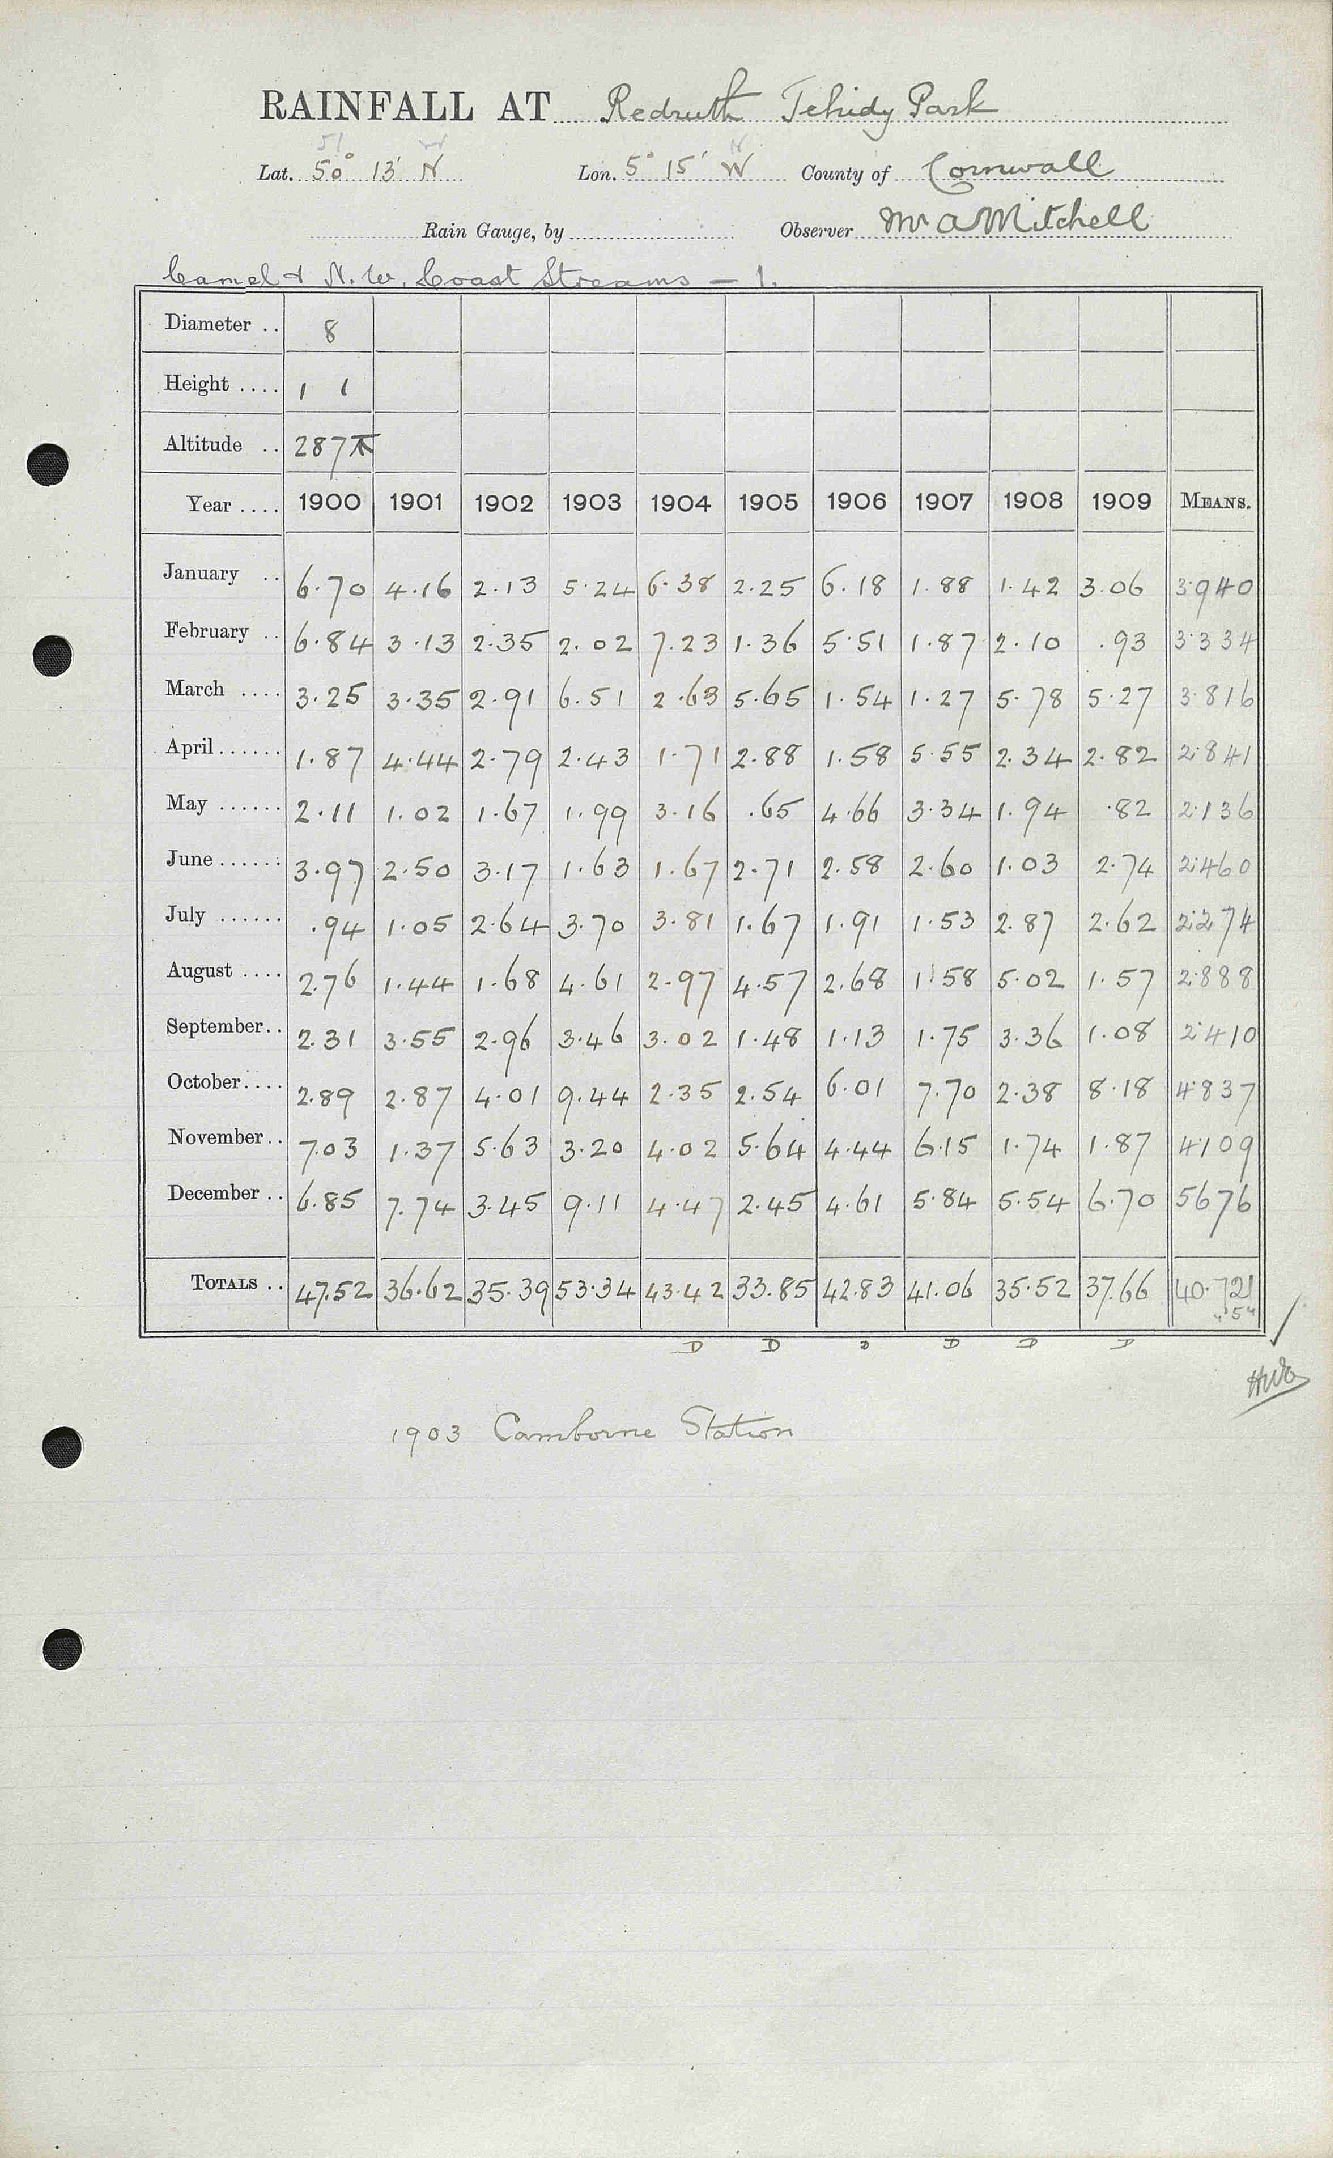 RAINFALL AT Redruth Tehidy Park
Lat. 50° 13' N Lon. 5° 15' W County of Cornwall
Rain Gauge, by Observer Mr A Mitchell
Camel & N.W. Coast Streams — 1.
Diameter .. 8
Height .... 1 1
Altitude .. 287
Year .... 1900 1901 1902 1903 1904 1905 1906 1907 1908 1909 MEANS.
January .. 6.70 4.16 2.13 5.24 6.38 2.25 6.18 1.88 1.42 3.06 3.940
February .. 6.84 3.13 2.35 2.02 7.23 1.36 5.51 1.87 2.10 .93 3.334
March .... 3.25 3.35 2.91 6.51 2.63 5.65 1.54 1.27 5.78 5.27 3.816
April ...... 1.87 4.44 2.79 2.43 1.71 2.88 1.58 5.55 2.34 2.82 2.841
May ...... 2.11 1.02 1.67 1.99 3.16 .65 4.66 3.34 1.94 .82 2.136
June ...... 3.97 2.50 3.17 1.63 1.67 2.71 2.58 2.60 1.03 2.74 2.460
July ...... .94 1.05 2.64 3.70 3.81 1.67 1.91 1.53 2.87 2.62 2.274
August .... 2.76 1.44 1.68 4.61 2.97 4.57 2.68 1.58 5.02 1.57 2.888
September .. 2.31 3.55 2.96 3.46 3.02 1.48 1.13 1.75 3.36 1.08 2.410
October .... 2.89 2.87 4.01 9.44 2.35 2.54 6.01 7.70 2.38 8.18 4.837
November .. 7.03 1.37 5.63 3.20 4.02 5.64 4.44 6.15 1.74 1.87 4.109
December .. 6.85 7.74 3.45 9.11 4.47 2.45 4.61 5.84 5.54 6.70 5.676
TOTALS .. 47.52 36.62 35.39 53.34 43.42 33.85 42.83 41.06 35.52 37.66 40.721
D D D D D D
1903 Camborne Station